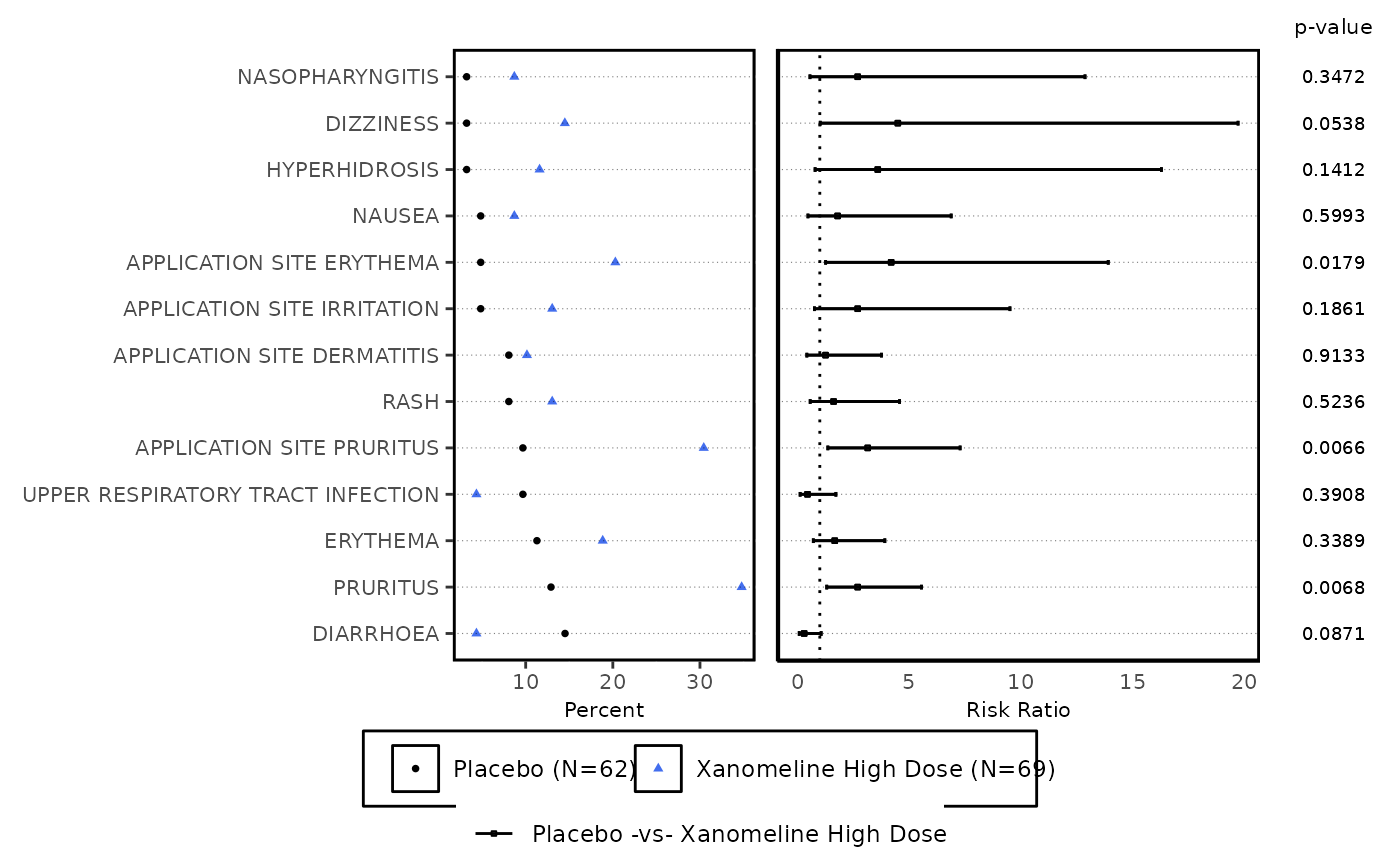 p-value
NASOPHARYNGITIS 0.3472
DIZZINESS 0.0538
HYPERHIDROSIS 0.1412
NAUSEA 0.5993
APPLICATION SITE ERYTHEMA 0.0179
APPLICATION SITE IRRITATION 0.1861
APPLICATION SITE DERMATITIS 0.9133
RASH 0.5236
APPLICATION SITE PRURITUS 0.0066
UPPER RESPIRATORY TRACT INFECTION 0.3908
ERYTHEMA 0.3389
PRURITUS 0.0068
DIARRHOEA 0.0871
10 20 30 0 5 10 15 20
Percent Risk Ratio
Placebo (N=62) Xanomeline High Dose (N=69)
Placebo -vs- Xanomeline High Dose